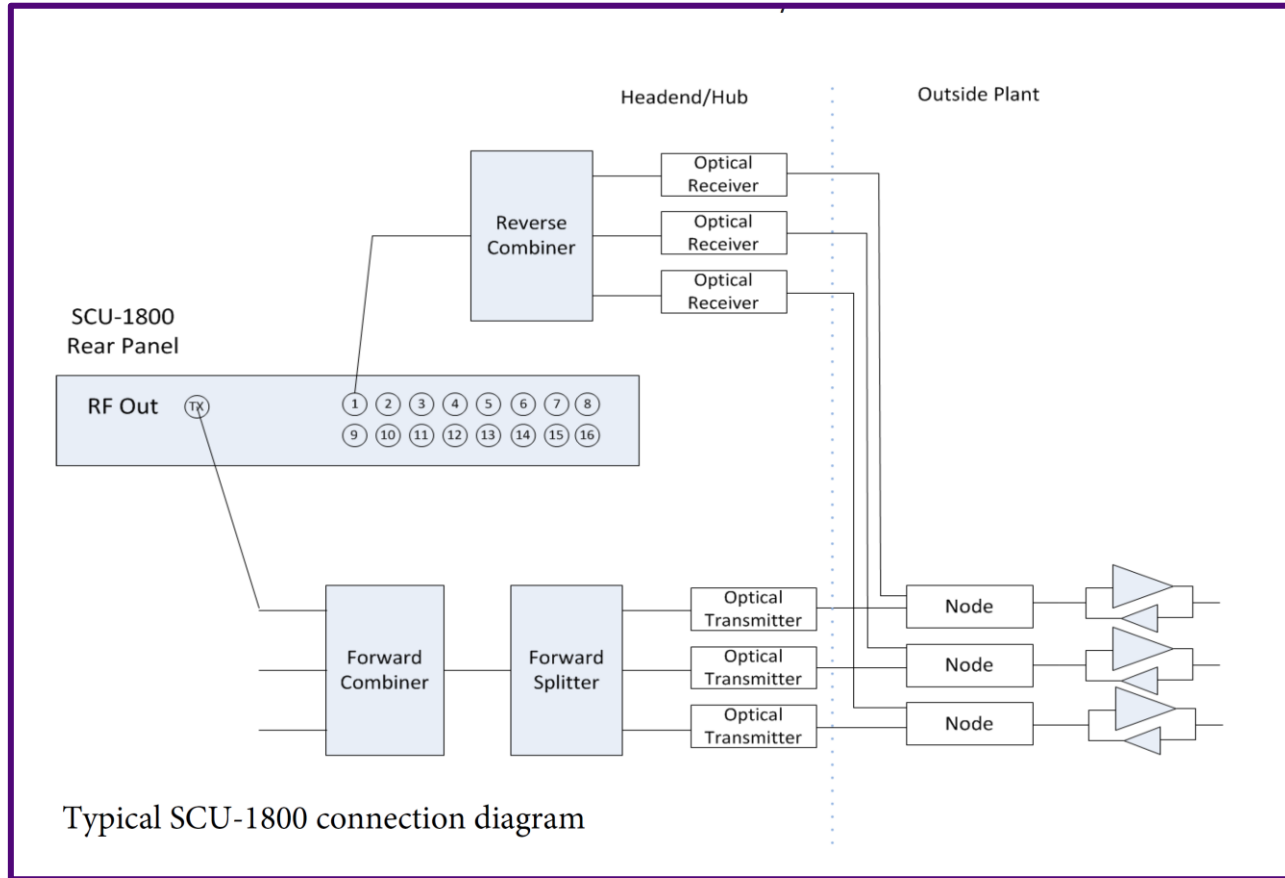 Headend/Hub
Outside Plant
Optical
Receiver
Optical
Receiver
Optical
Receiver
Reverse
Combiner
SCU-1800
Rear Panel
RF Out
TX
1 2 3 4 5 6 7 8
9 10 11 12 13 14 15 16
Forward
Combiner
Forward
Splitter
Optical
Transmitter
Optical
Transmitter
Optical
Transmitter
Node
Node
Node
Typical SCU-1800 connection diagram